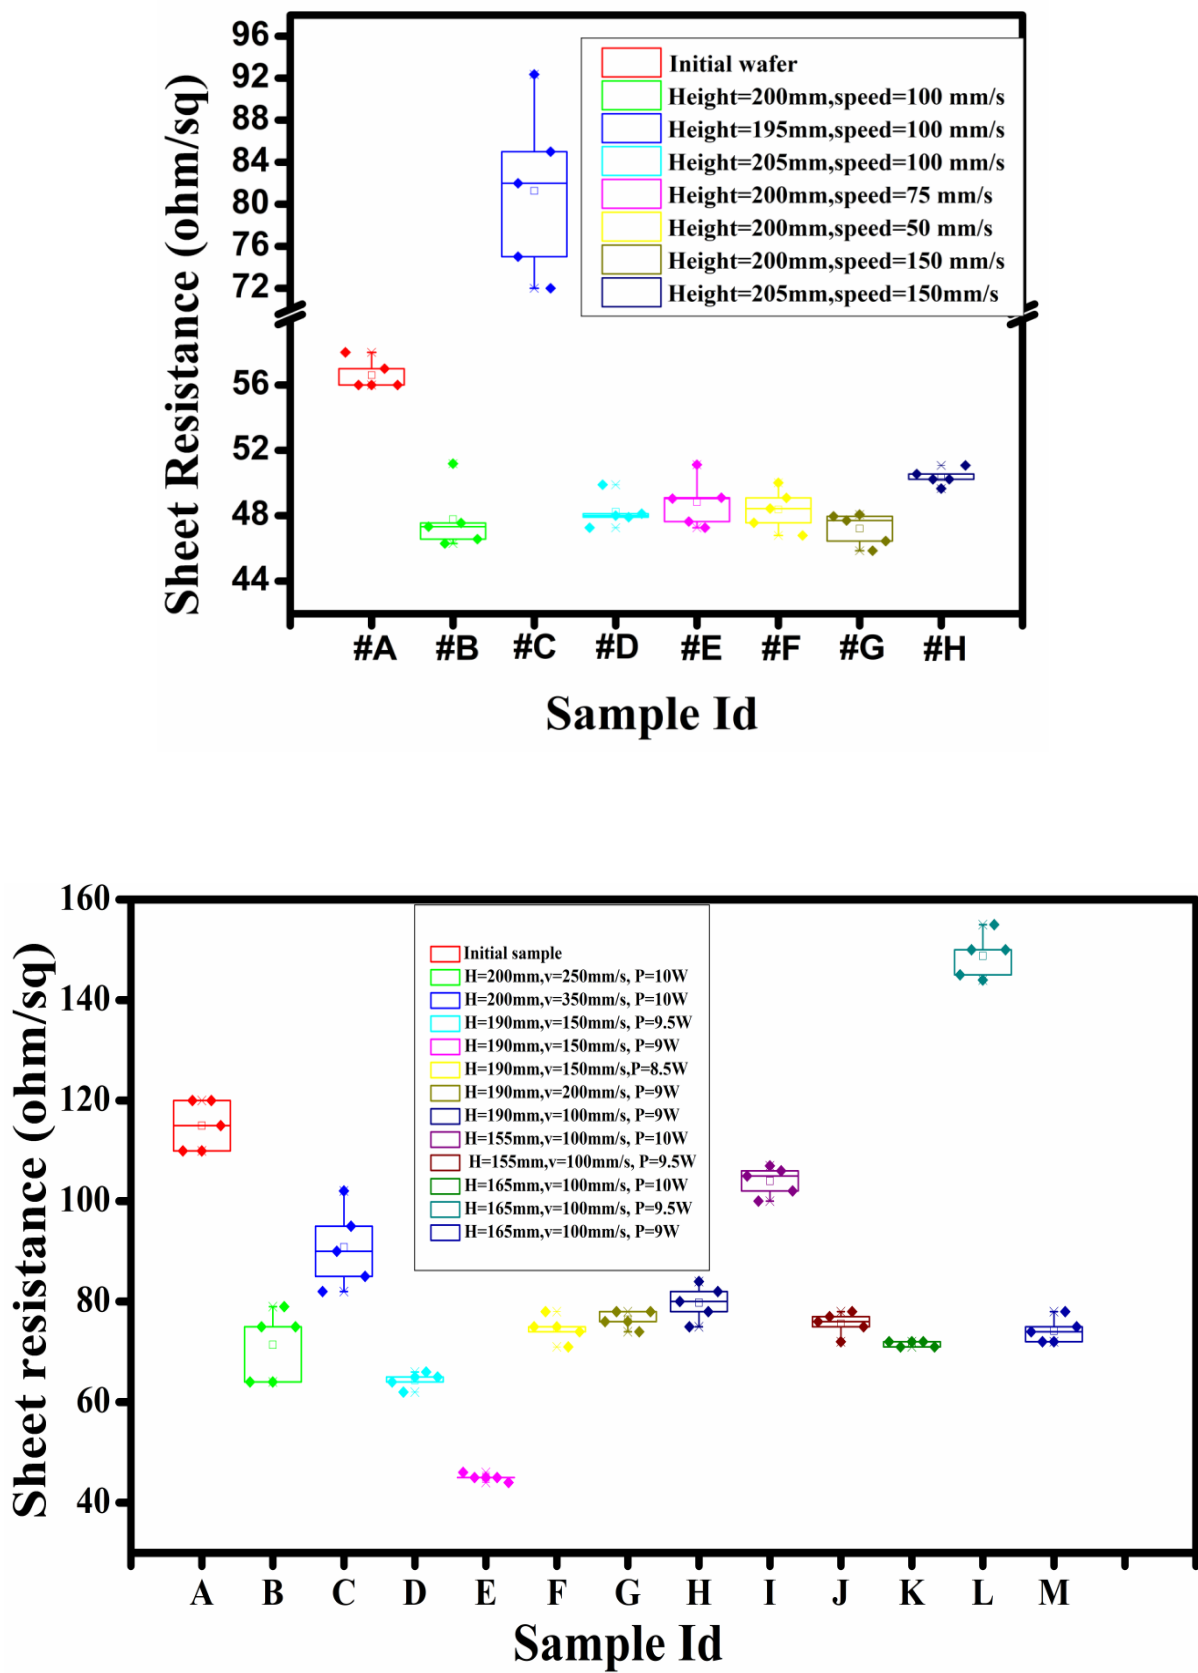 96
92
88
84
80
76
72
56
52
48
44
Sheet Resistance (ohm/sq)
Initial wafer
Height=200mm,speed=100 mm/s
Height=195mm,speed=100 mm/s
Height=205mm,speed=100 mm/s
Height=200mm,speed=75 mm/s
Height=200mm,speed=50 mm/s
Height=200mm,speed=150 mm/s
Height=205mm,speed=150mm/s
#A #B #C #D #E #F #G #H
Sample Id
160
140
120
100
80
60
40
Sheet resistance (ohm/sq)
Initial sample
H=200mm,v=250mm/s, P=10W
H=200mm,v=350mm/s, P=10W
H=190mm,v=150mm/s, P=9.5W
H=190mm,v=150mm/s, P=9W
H=190mm,v=150mm/s,P=8.5W
H=190mm,v=200mm/s, P=9W
H=190mm,v=100mm/s, P=9W
H=155mm,v=100mm/s, P=10W
H=155mm,v=100mm/s, P=9.5W
H=165mm,v=100mm/s, P=10W
H=165mm,v=100mm/s, P=9.5W
H=165mm,v=100mm/s, P=9W
A B C D E F G H I J K L M
Sample Id